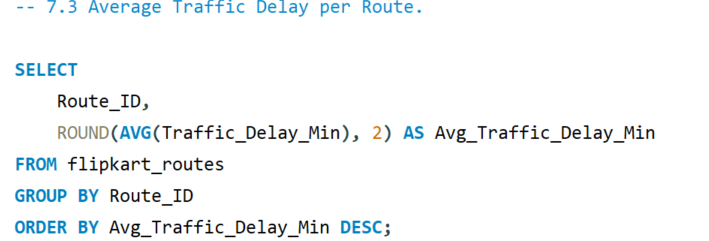 -- 7.3 Average Traffic Delay per Route.
SELECT
Route_ID,
ROUND(AVG(Traffic_Delay_Min), 2) AS Avg_Traffic_Delay_Min
FROM flipkart_routes
GROUP BY Route_ID
ORDER BY Avg_Traffic_Delay_Min DESC;